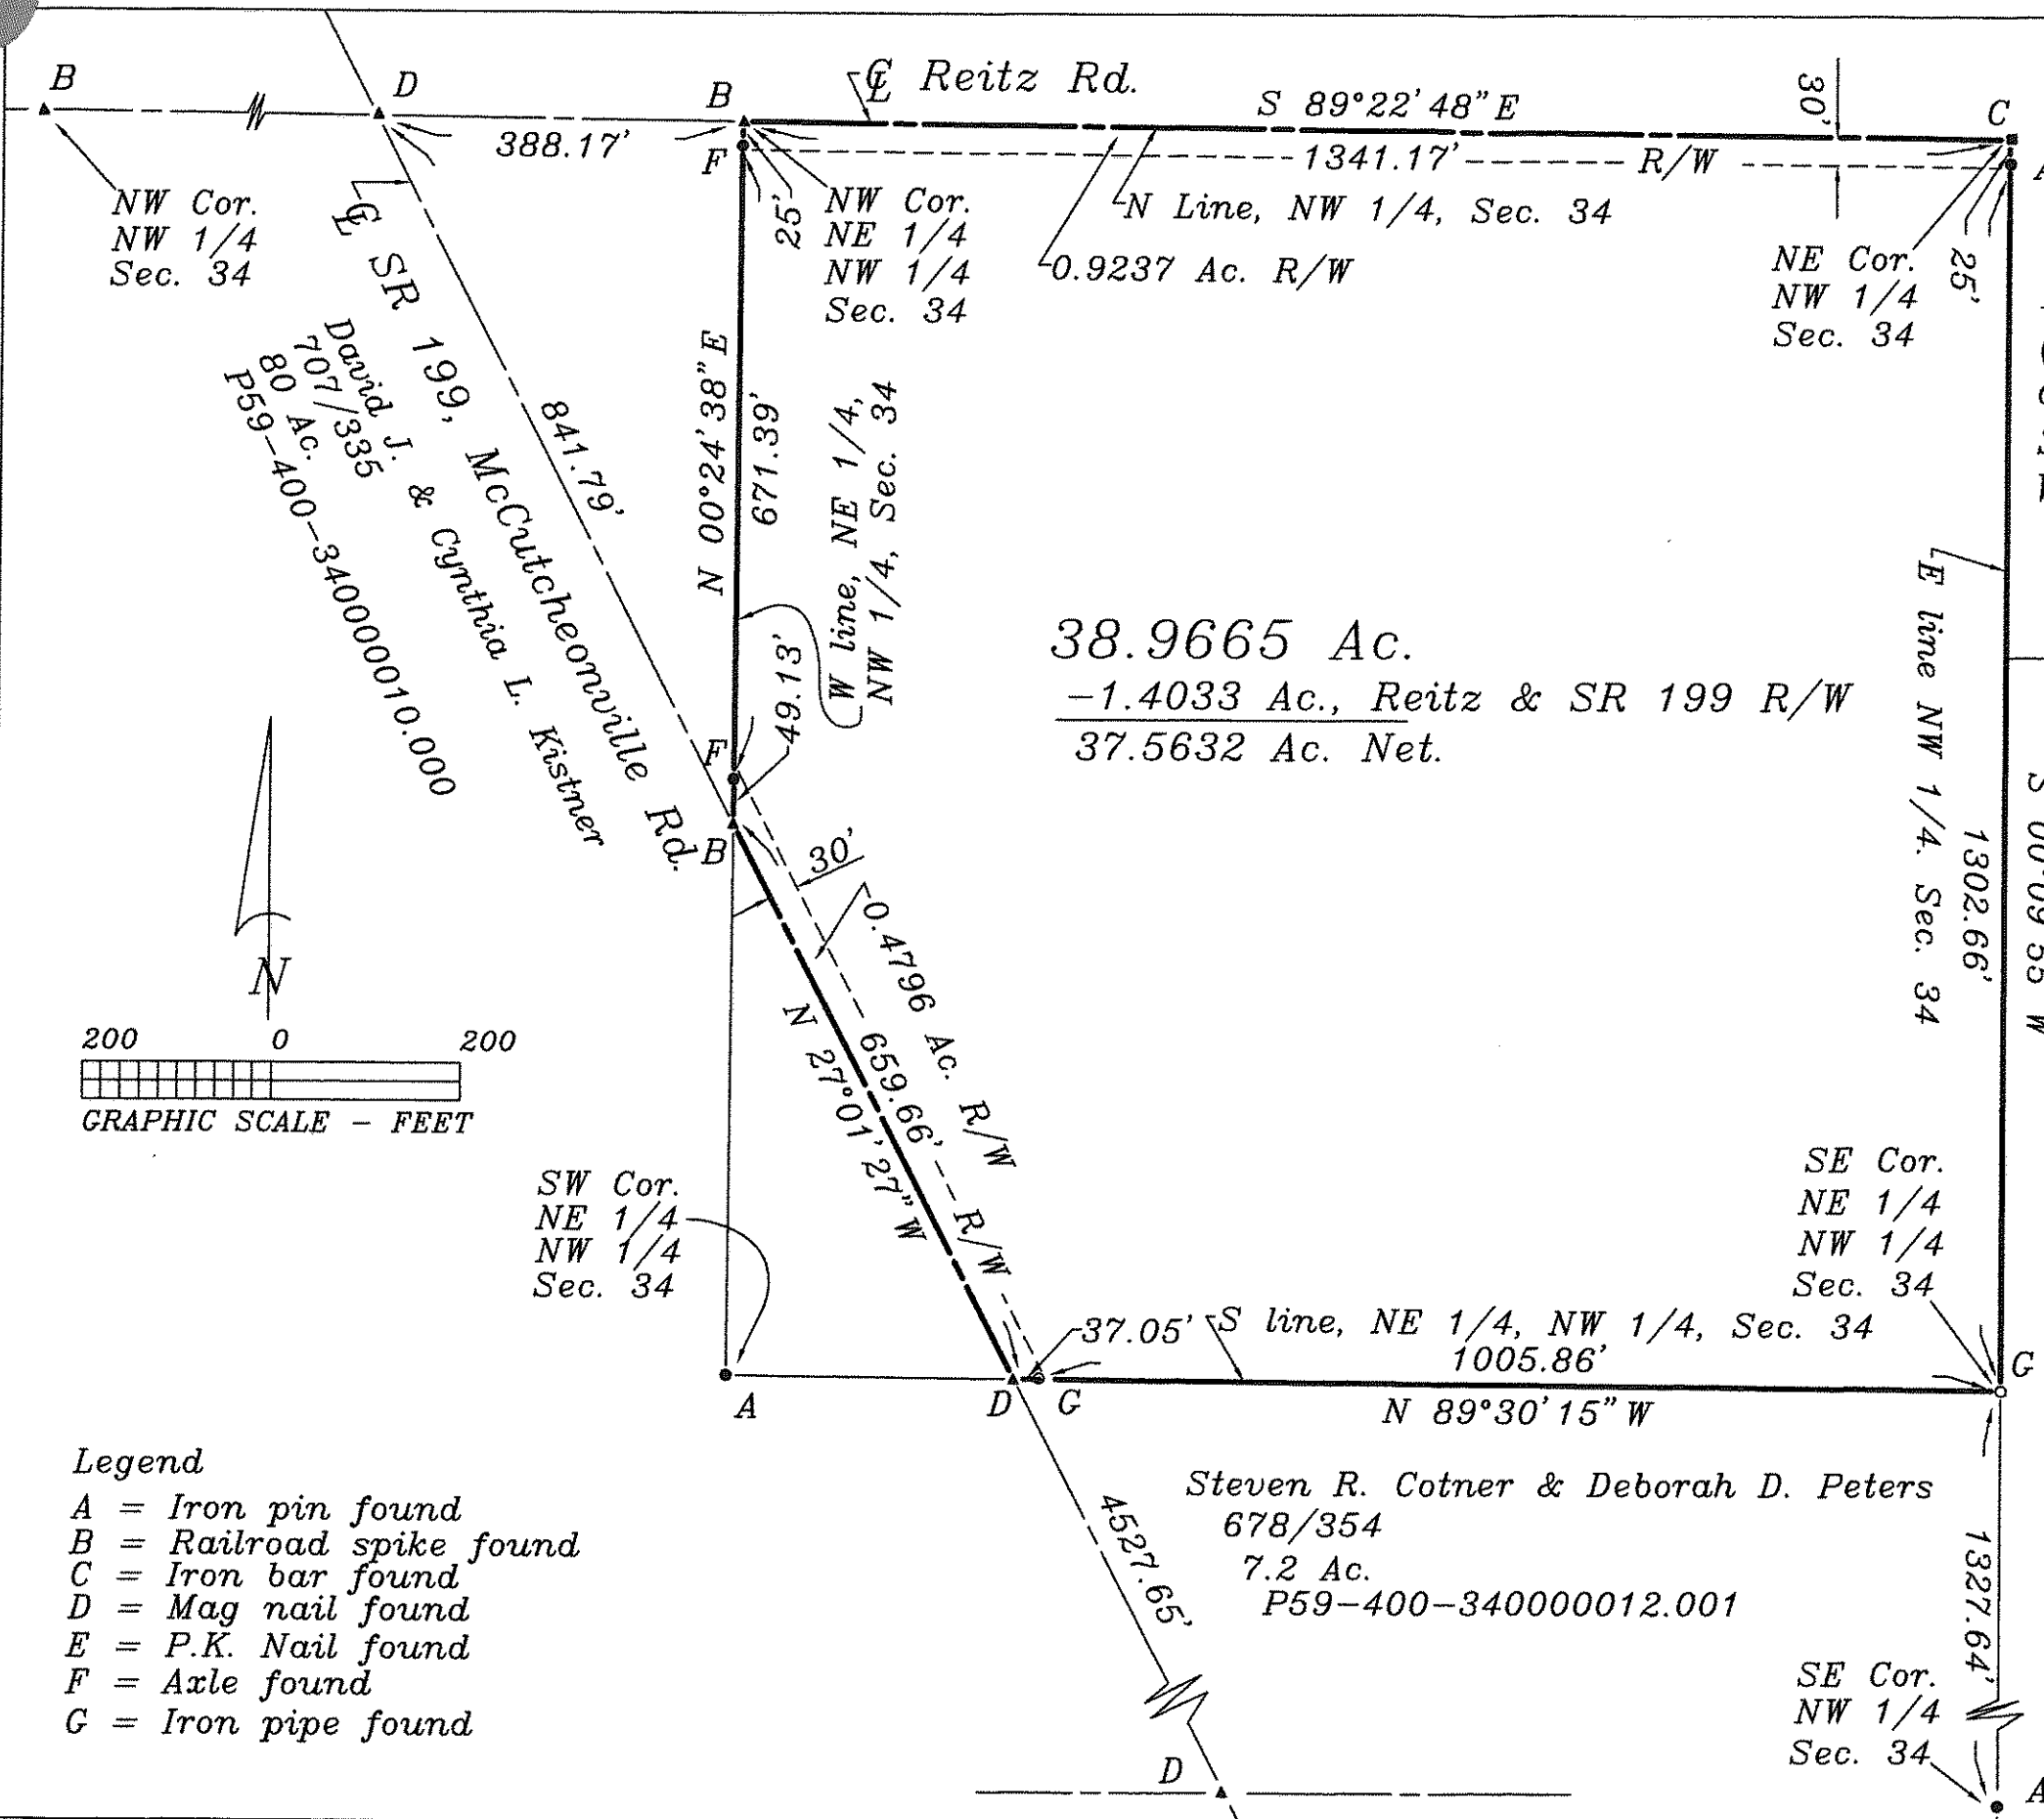 B
D
B
℄ Reitz Rd.
S 89°22'48"E
30'
C
388.17'
F
1341.17'
R/W
NW Cor.
NW 1/4
Sec. 34
25'
NW Cor.
NE 1/4
NW 1/4
Sec. 34
N Line, NW 1/4, Sec. 34
0.9237 Ac. R/W
NE Cor.
NW 1/4
Sec. 34
25'
℄ SR 199, McCutcheonville Rd.
David J. & Cynthia L. Kistner
707/335
80 Ac.
P59-400-340000010.000
841.79'
N 00°24'38"E
671.39'
W line, NE 1/4,
NW 1/4, Sec. 34
49.13'
F
B
38.9665 Ac.
-1.4033 Ac., Reitz & SR 199 R/W
37.5632 Ac. Net.
E line NW 1/4. Sec. 34
1302.66'
S 00°09'55" W
30'
0.4796 Ac. R/W
659.66'
R/W
N 27°01'27"W
N
200 0 200
GRAPHIC SCALE - FEET
SW Cor.
NE 1/4
NW 1/4
Sec. 34
SE Cor.
NE 1/4
NW 1/4
Sec. 34
37.05'
S line, NE 1/4, NW 1/4, Sec. 34
1005.86'
G
A
D
G
N 89°30'15"W
Legend
A = Iron pin found
B = Railroad spike found
C = Iron bar found
D = Mag nail found
E = P.K. Nail found
F = Axle found
G = Iron pipe found
4527.65'
Steven R. Cotner & Deborah D. Peters
678/354
7.2 Ac.
P59-400-340000012.001
1327.64'
SE Cor.
NW 1/4
Sec. 34
D
A